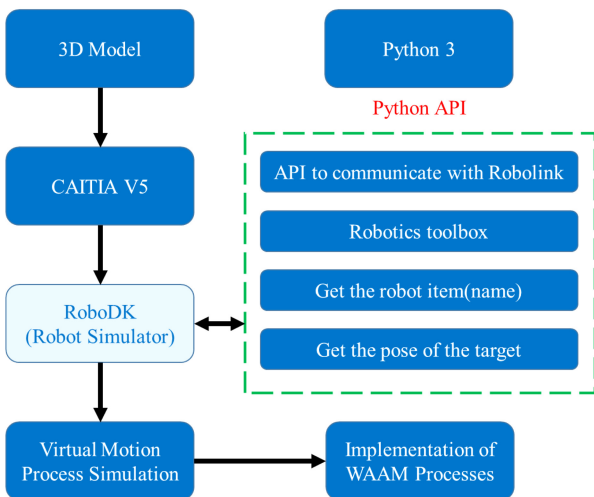 3D Model
Python 3
Python API
CAITIA V5
API to communicate with Robolink
Robotics toolbox
RoboDK
(Robot Simulator)
Get the robot item(name)
Get the pose of the target
Virtual Motion
Process Simulation
Implementation of
WAAM Processes